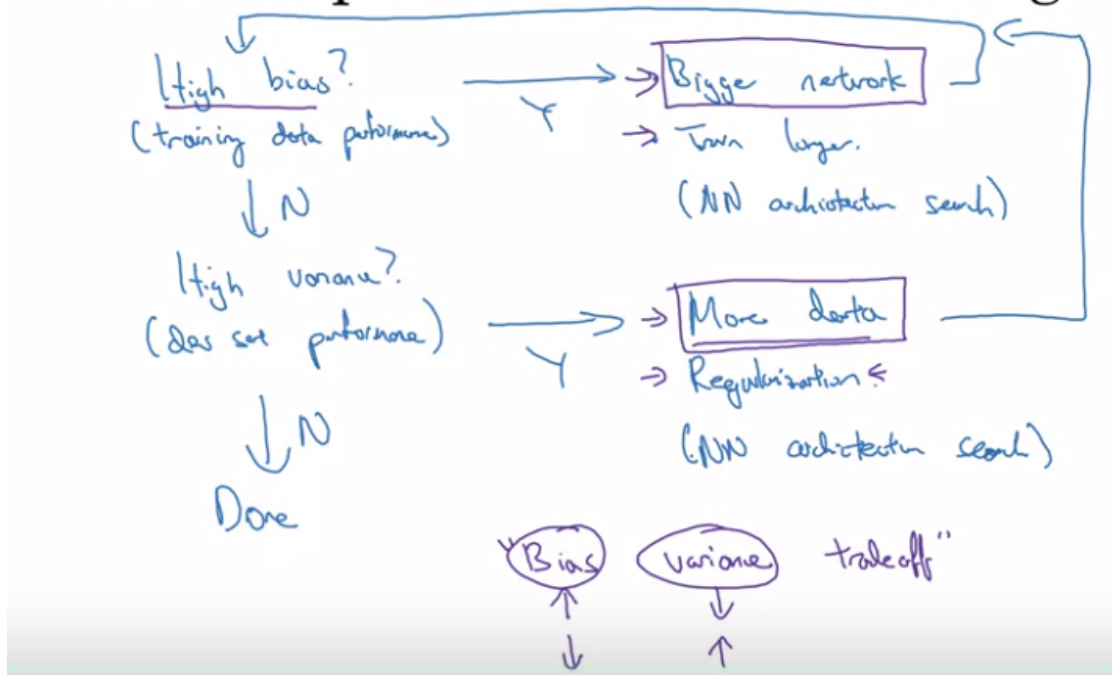 High bias?
(training data performance)
Y
Bigger network
Train longer.
(NN architecture search)
N
High variance?
(dev set performance)
Y
More data
Regularization.
(NN architecture search)
N
Done
"Bias variance tradeoff"